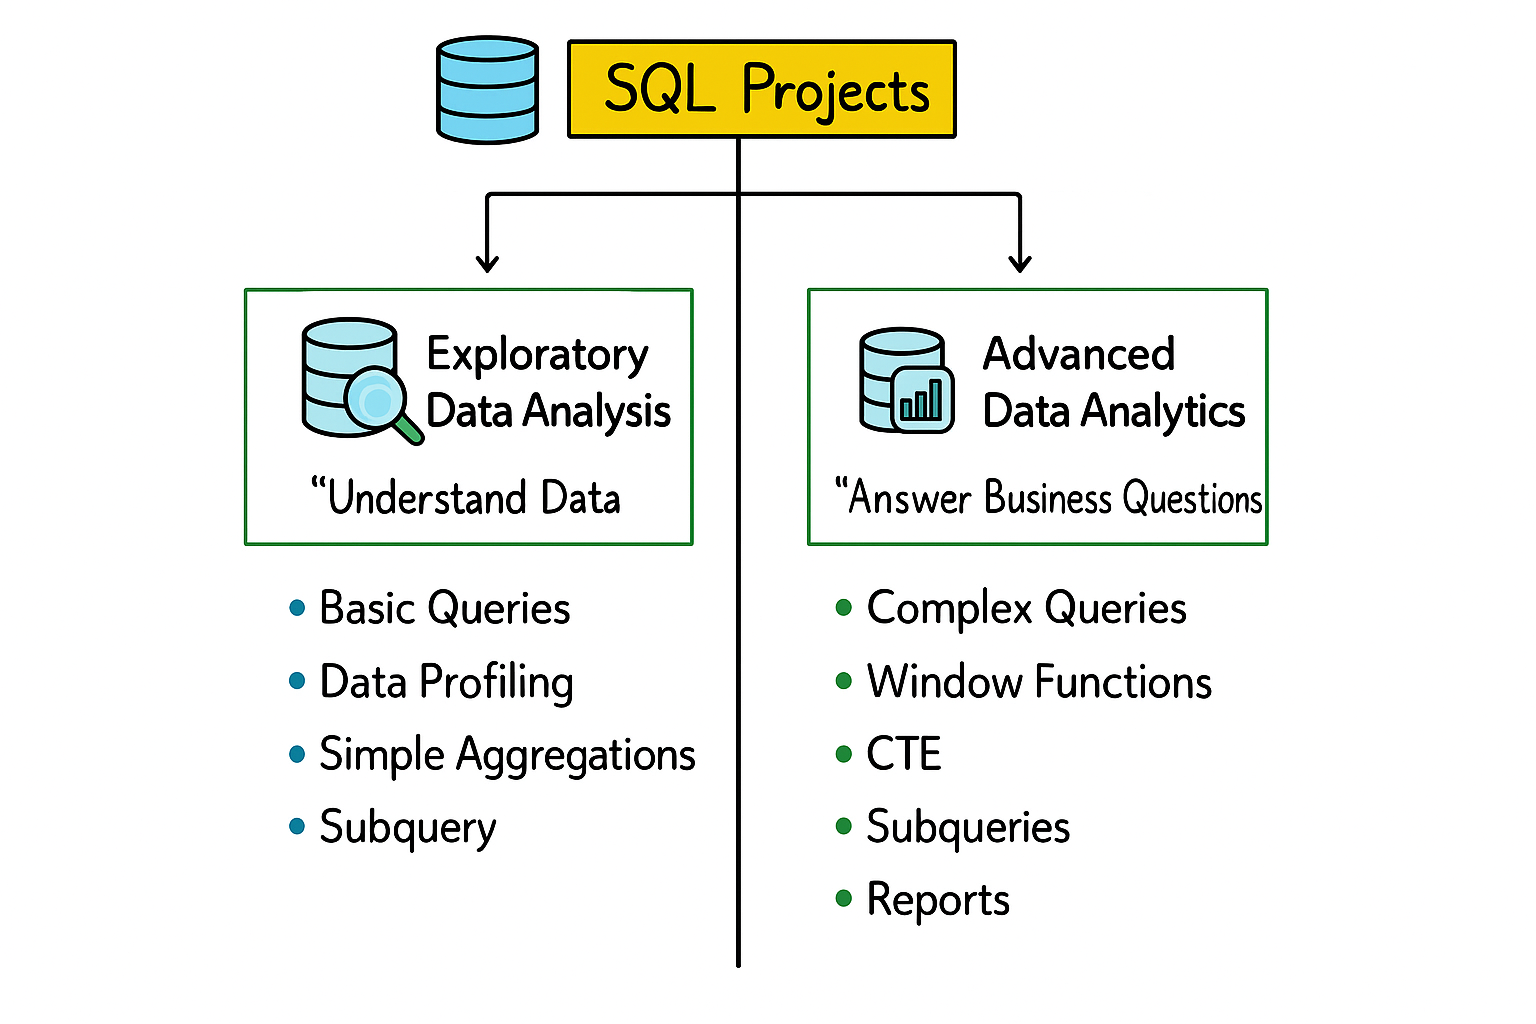 SQL Projects
Exploratory
Data Analysis
“Understand Data
• Basic Queries
• Data Profiling
• Simple Aggregations
• Subquery
Advanced
Data Analytics
“Answer Business Questions
• Complex Queries
• Window Functions
• CTE
• Subqueries
• Reports